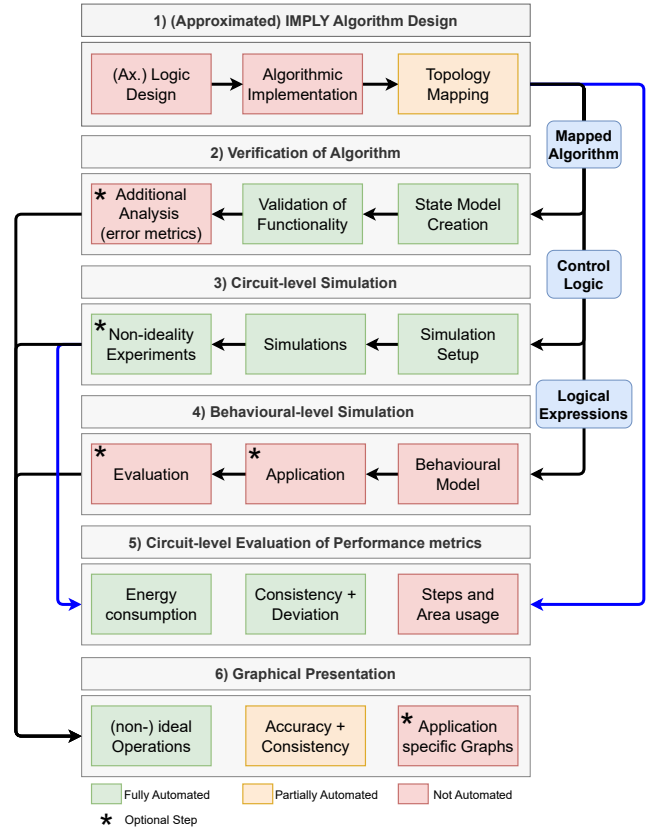 1) (Approximated) IMPLY Algorithm Design
(Ax.) Logic
Design
Algorithmic
Implementation
Topology
Mapping
Mapped
Algorithm
2) Verification of Algorithm
* Additional
Analysis
(error metrics)
Validation of
Functionality
State Model
Creation
Control
Logic
3) Circuit-level Simulation
* Non-ideality
Experiments
Simulations
Simulation
Setup
Logical
Expressions
4) Behavioural-level Simulation
* Evaluation
* Application
Behavioural
Model
5) Circuit-level Evaluation of Performance metrics
Energy
consumption
Consistency +
Deviation
Steps and
Area usage
6) Graphical Presentation
(non-) ideal
Operations
Accuracy +
Consistency
* Application
specific Graphs
Fully Automated
Partially Automated
Not Automated
* Optional Step